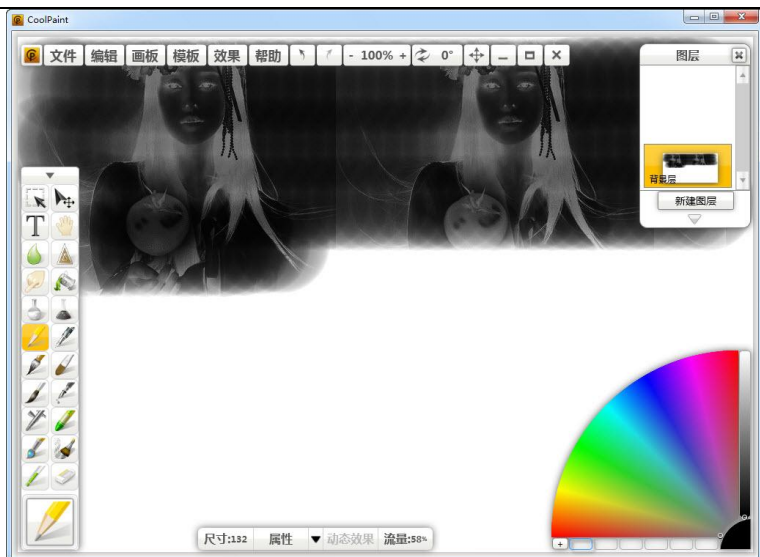 CoolPaint
文件 编辑 画板 模板 效果 帮助 - 100% + 0°
图层
背景层
新建图层
T
尺寸:132 属性 动态效果 流量:58%